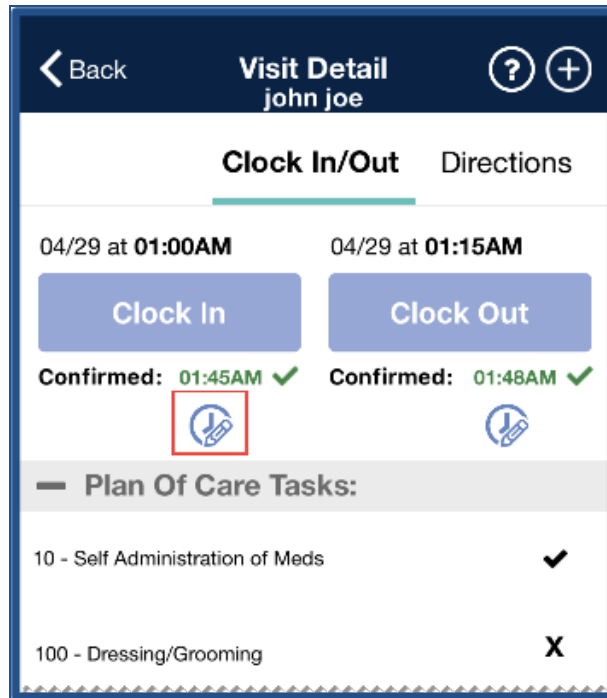 Back
Visit Detail
john joe
?
Clock In/Out
Directions
04/29 at 01:00AM
04/29 at 01:15AM
Clock In
Clock Out
Confirmed: 01:45AM
Confirmed: 01:48AM
Plan Of Care Tasks:
10 - Self Administration of Meds
100 - Dressing/Grooming
X